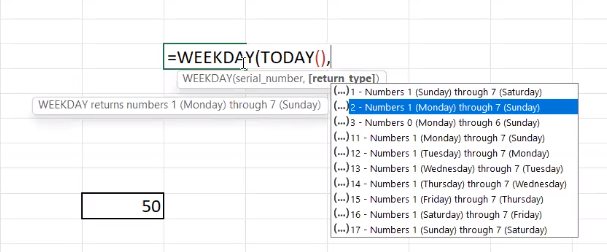 =WEEKDAY(TODAY(),
WEEKDAY(serial_number, [return_type])
WEEKDAY returns numbers 1 (Monday) through 7 (Sunday)
(...)1 - Numbers 1 (Sunday) through 7 (Saturday)
(...)2 - Numbers 1 (Monday) through 7 (Sunday)
(...)3 - Numbers 0 (Monday) through 6 (Sunday)
(...)11 - Numbers 1 (Monday) through 7 (Sunday)
(...)12 - Numbers 1 (Tuesday) through 7 (Monday)
(...)13 - Numbers 1 (Wednesday) through 7 (Tuesday)
(...)14 - Numbers 1 (Thursday) through 7 (Wednesday)
(...)15 - Numbers 1 (Friday) through 7 (Thursday)
(...)16 - Numbers 1 (Saturday) through 7 (Friday)
(...)17 - Numbers 1 (Sunday) through 7 (Saturday)
50